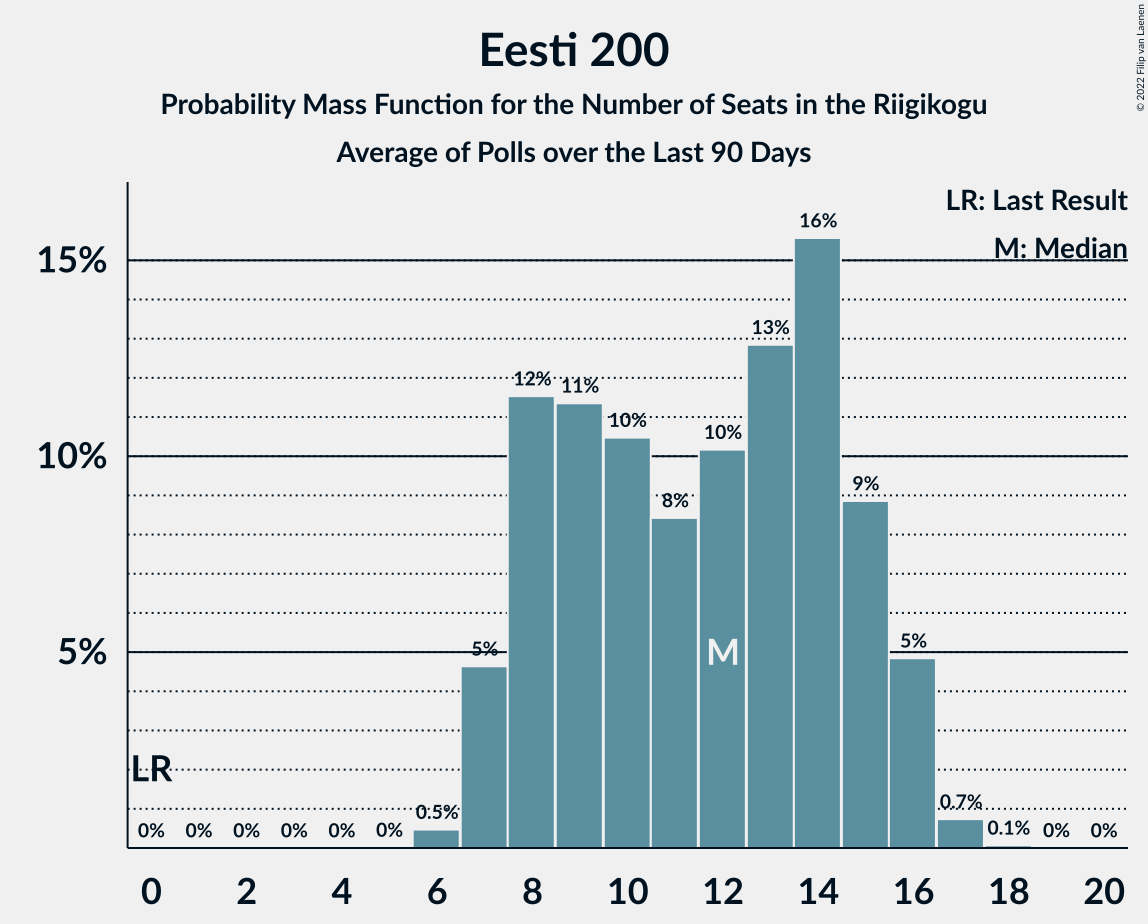 Eesti 200
Probability Mass Function for the Number of Seats in the Riigikogu
Average of Polls over the Last 90 Days
© 2022 Filip van Laenen
LR: Last Result
M: Median
15%
10%
5%
16%
13%
12%
11%
10%
10%
9%
8%
5%
5%
M
LR
0%
0%
0%
0%
0%
0%
0.5%
0.7%
0.1%
0%
0%
0 2 4 6 8 10 12 14 16 18 20